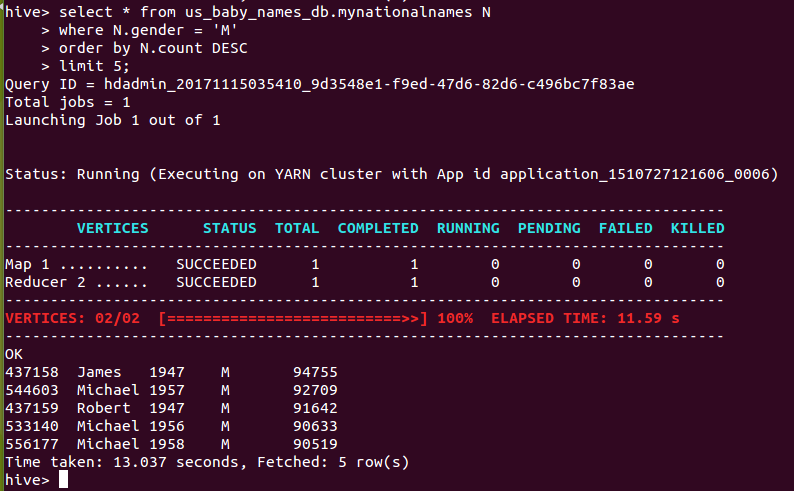 hive> select * from us_baby_names_db.mynationalnames N
    > where N.gender = 'M'
    > order by N.count DESC
    > limit 5;
Query ID = hdadmin_20171115035410_9d3548e1-f9ed-47d6-82d6-c496bc7f83ae
Total jobs = 1
Launching Job 1 out of 1
Status: Running (Executing on YARN cluster with App id application_1510727121606_0006)
--------------------------------------------------------------------------------
        VERTICES      STATUS  TOTAL  COMPLETED  RUNNING  PENDING  FAILED  KILLED
--------------------------------------------------------------------------------
Map 1 ..........   SUCCEEDED      1          1        0        0       0       0
Reducer 2 ......   SUCCEEDED      1          1        0        0       0       0
--------------------------------------------------------------------------------
VERTICES: 02/02  [==========================>>] 100%  ELAPSED TIME: 11.59 s
--------------------------------------------------------------------------------
OK
437158  James   1947    M       94755
544603  Michael 1957    M       92709
437159  Robert  1947    M       91642
533140  Michael 1956    M       90633
556177  Michael 1958    M       90519
Time taken: 13.037 seconds, Fetched: 5 row(s)
hive>